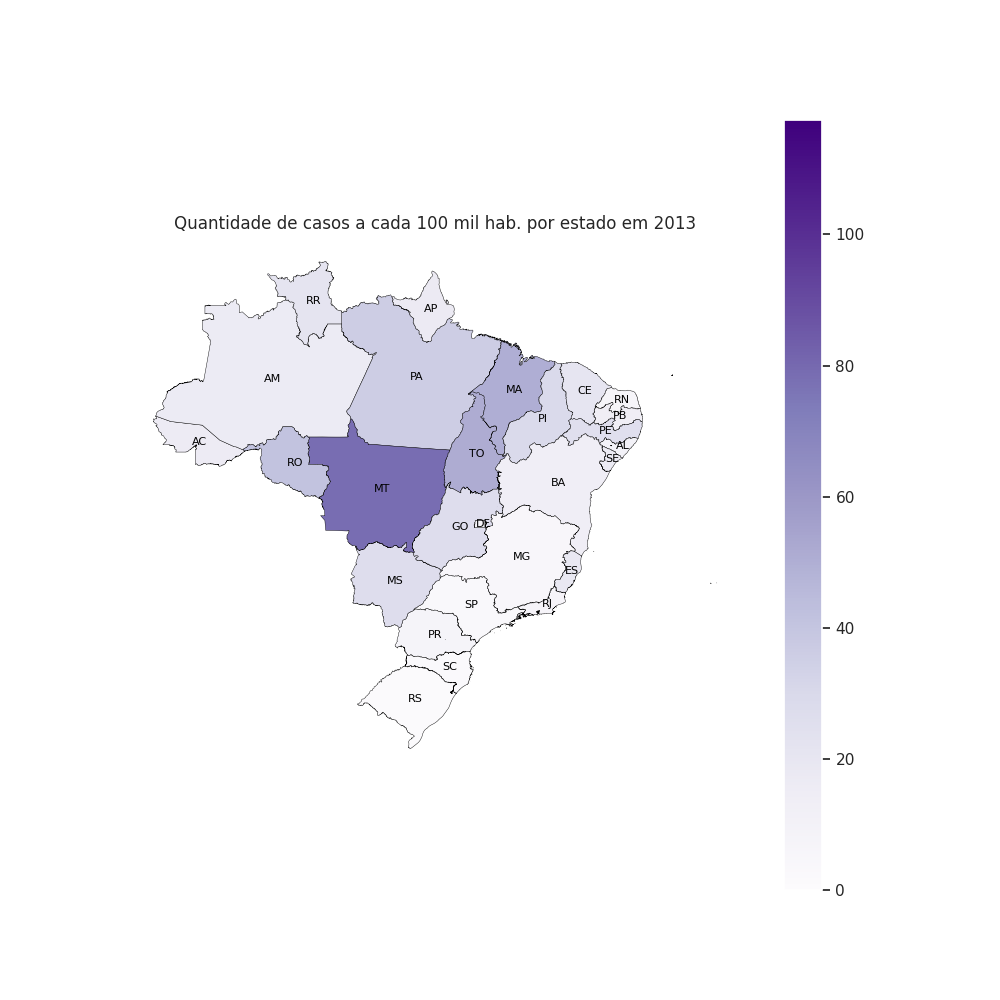 Quantidade de casos a cada 100 mil hab. por estado em 2013
100
80
60
40
20
0
RR
AP
AM
PA
MA
CE
RN
PB
PI
PE
AL
AC
RO
TO
SE
MT
BA
GO
DF
MG
MS
ES
SP
RJ
PR
SC
RS